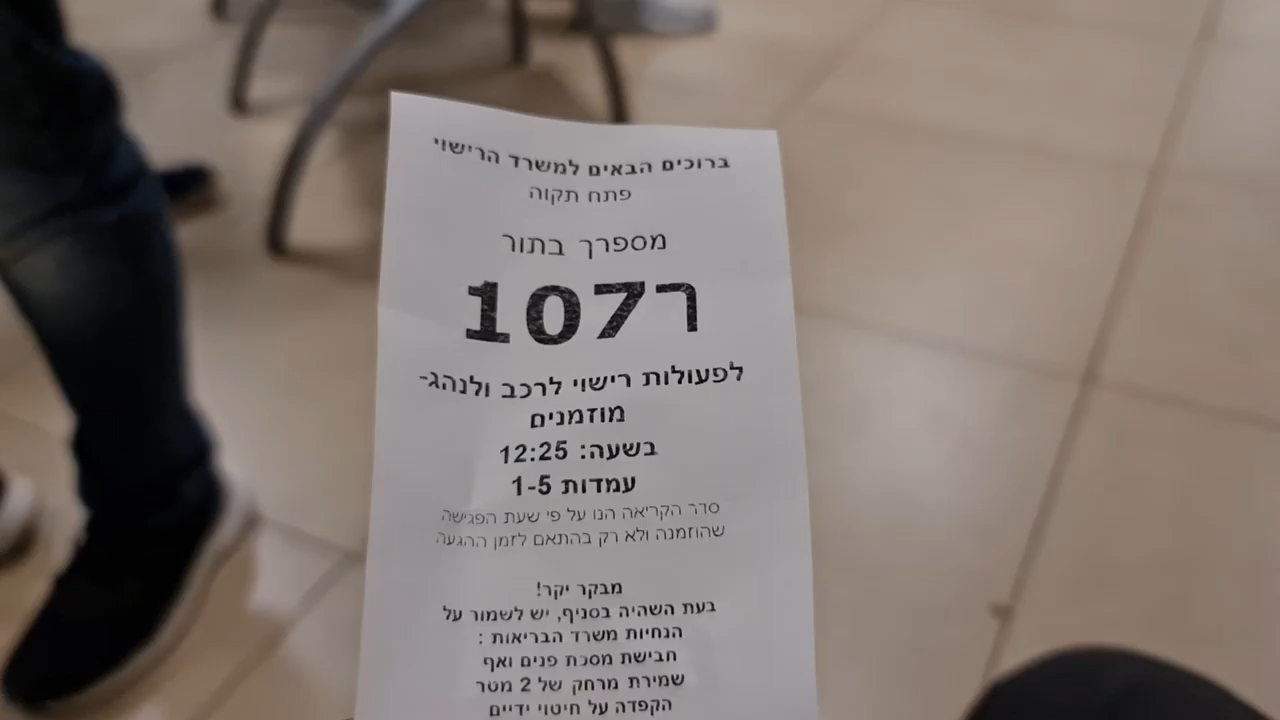 ברוכים הבאים למשרד הרישוי
פתח תקוה
מספרך בתור
ר107
לפעולות רישוי לרכב ולנהג-
מוזמנים
בשעה: 12:25
עמדות 1-5
סדר הקריאה הנו על פי שעת הפגישה
שהוזמנה ולא רק בהתאם לזמן ההגעה
מבקר יקר!
בעת השהיה בסניף, יש לשמור על
הנחיות משרד הבריאות :
חבישת מסכת פנים ואף
שמירת מרחק של 2 מטר
הקפדה על חיטוי ידיים